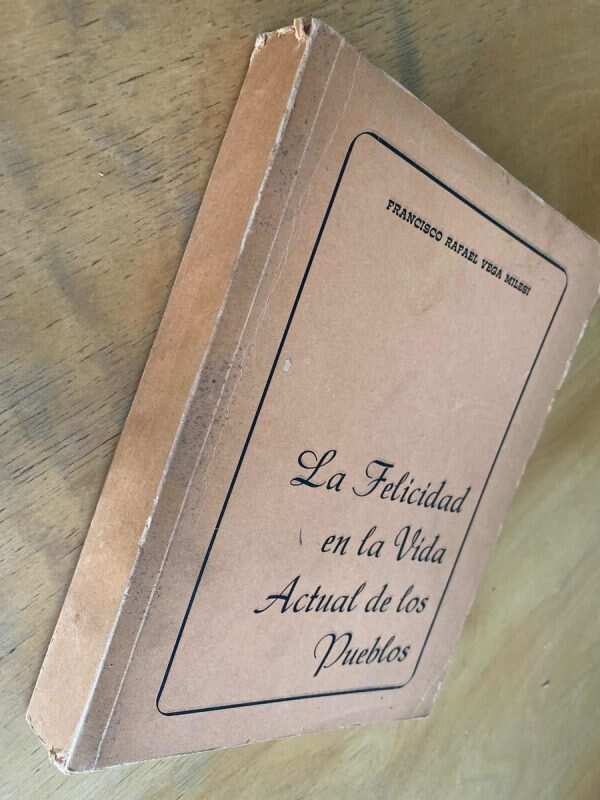 FRANCISCO RAFAEL VEGA MILESI
La Felicidad
en la Vida
Actual de los
Pueblos